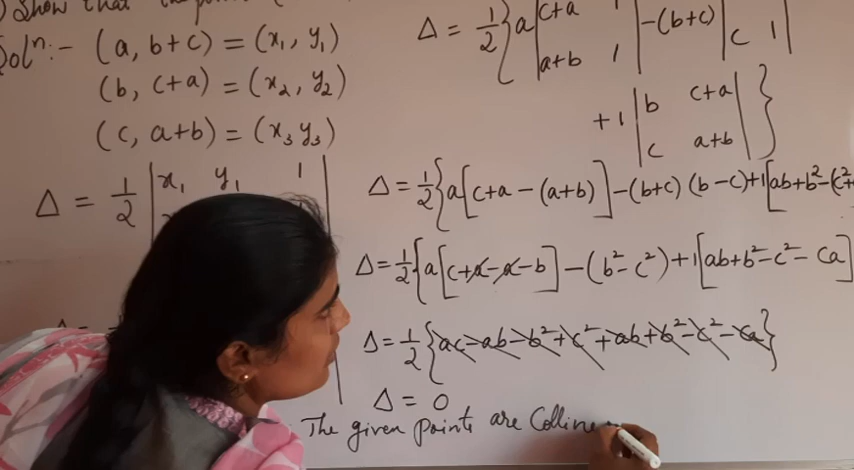 ) Show that the
Solⁿ:- (a, b+c) = (x₁, y₁)
(b, c+a) = (x₂, y₂)
(c, a+b) = (x₃ y₃)
Δ = 1/2 | x₁ y₁ 1 |
Δ = 1/2 { a | c+a 1 | a+b 1 | -(b+c) | c 1 |
+1 | b c+a | c a+b | }
Δ = 1/2 { a [c+a - (a+b)] - (b+c) (b-c) +1 [ab+b² - (c²+
Δ = 1/2 { a [c+a-a-b] - (b²-c²) + 1 [ab+b²-c²-ca]
Δ = 1/2 { ac-ab-b²+c²+ab+b²-c²-ca }
Δ = 0
The given points are Colline